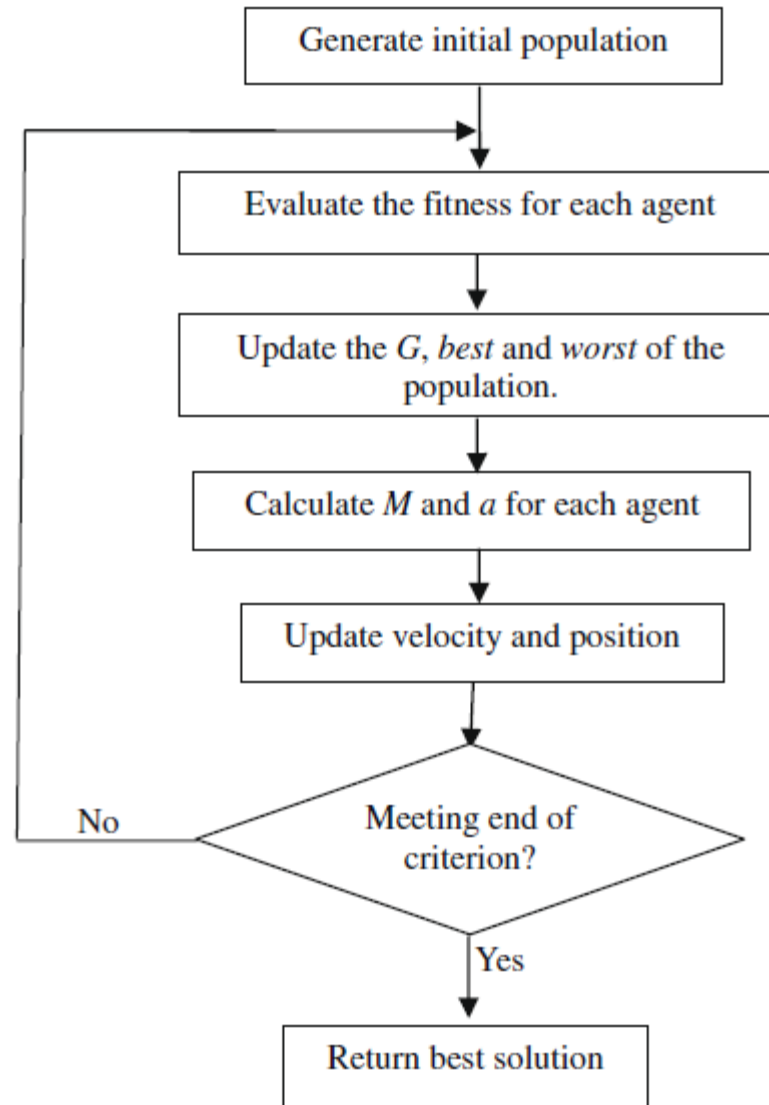 Generate initial population
Evaluate the fitness for each agent
Update the G, best and worst of the
population.
Calculate M and a for each agent
Update velocity and position
Meeting end of
criterion?
No
Yes
Return best solution